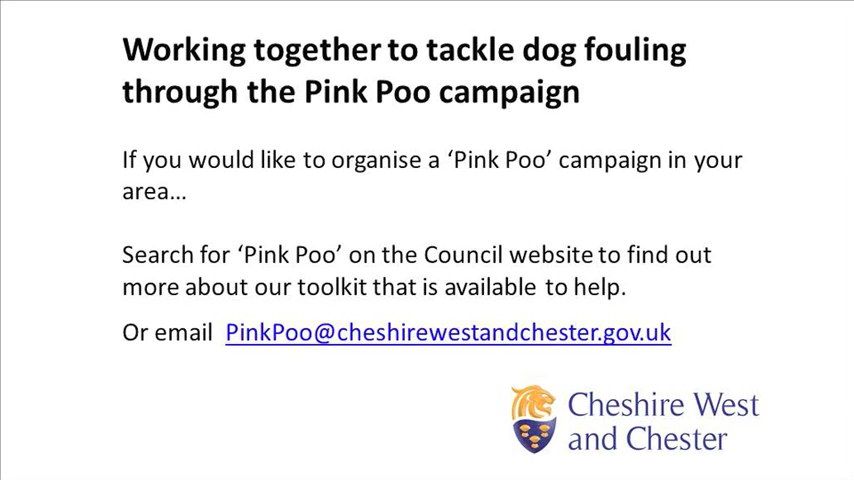 Working together to tackle dog fouling
through the Pink Poo campaign
If you would like to organise a ‘Pink Poo’ campaign in your
area...
Search for ‘Pink Poo’ on the Council website to find out
more about our toolkit that is available to help.
Or email PinkPoo@cheshirewestandchester.gov.uk
Cheshire West
and Chester